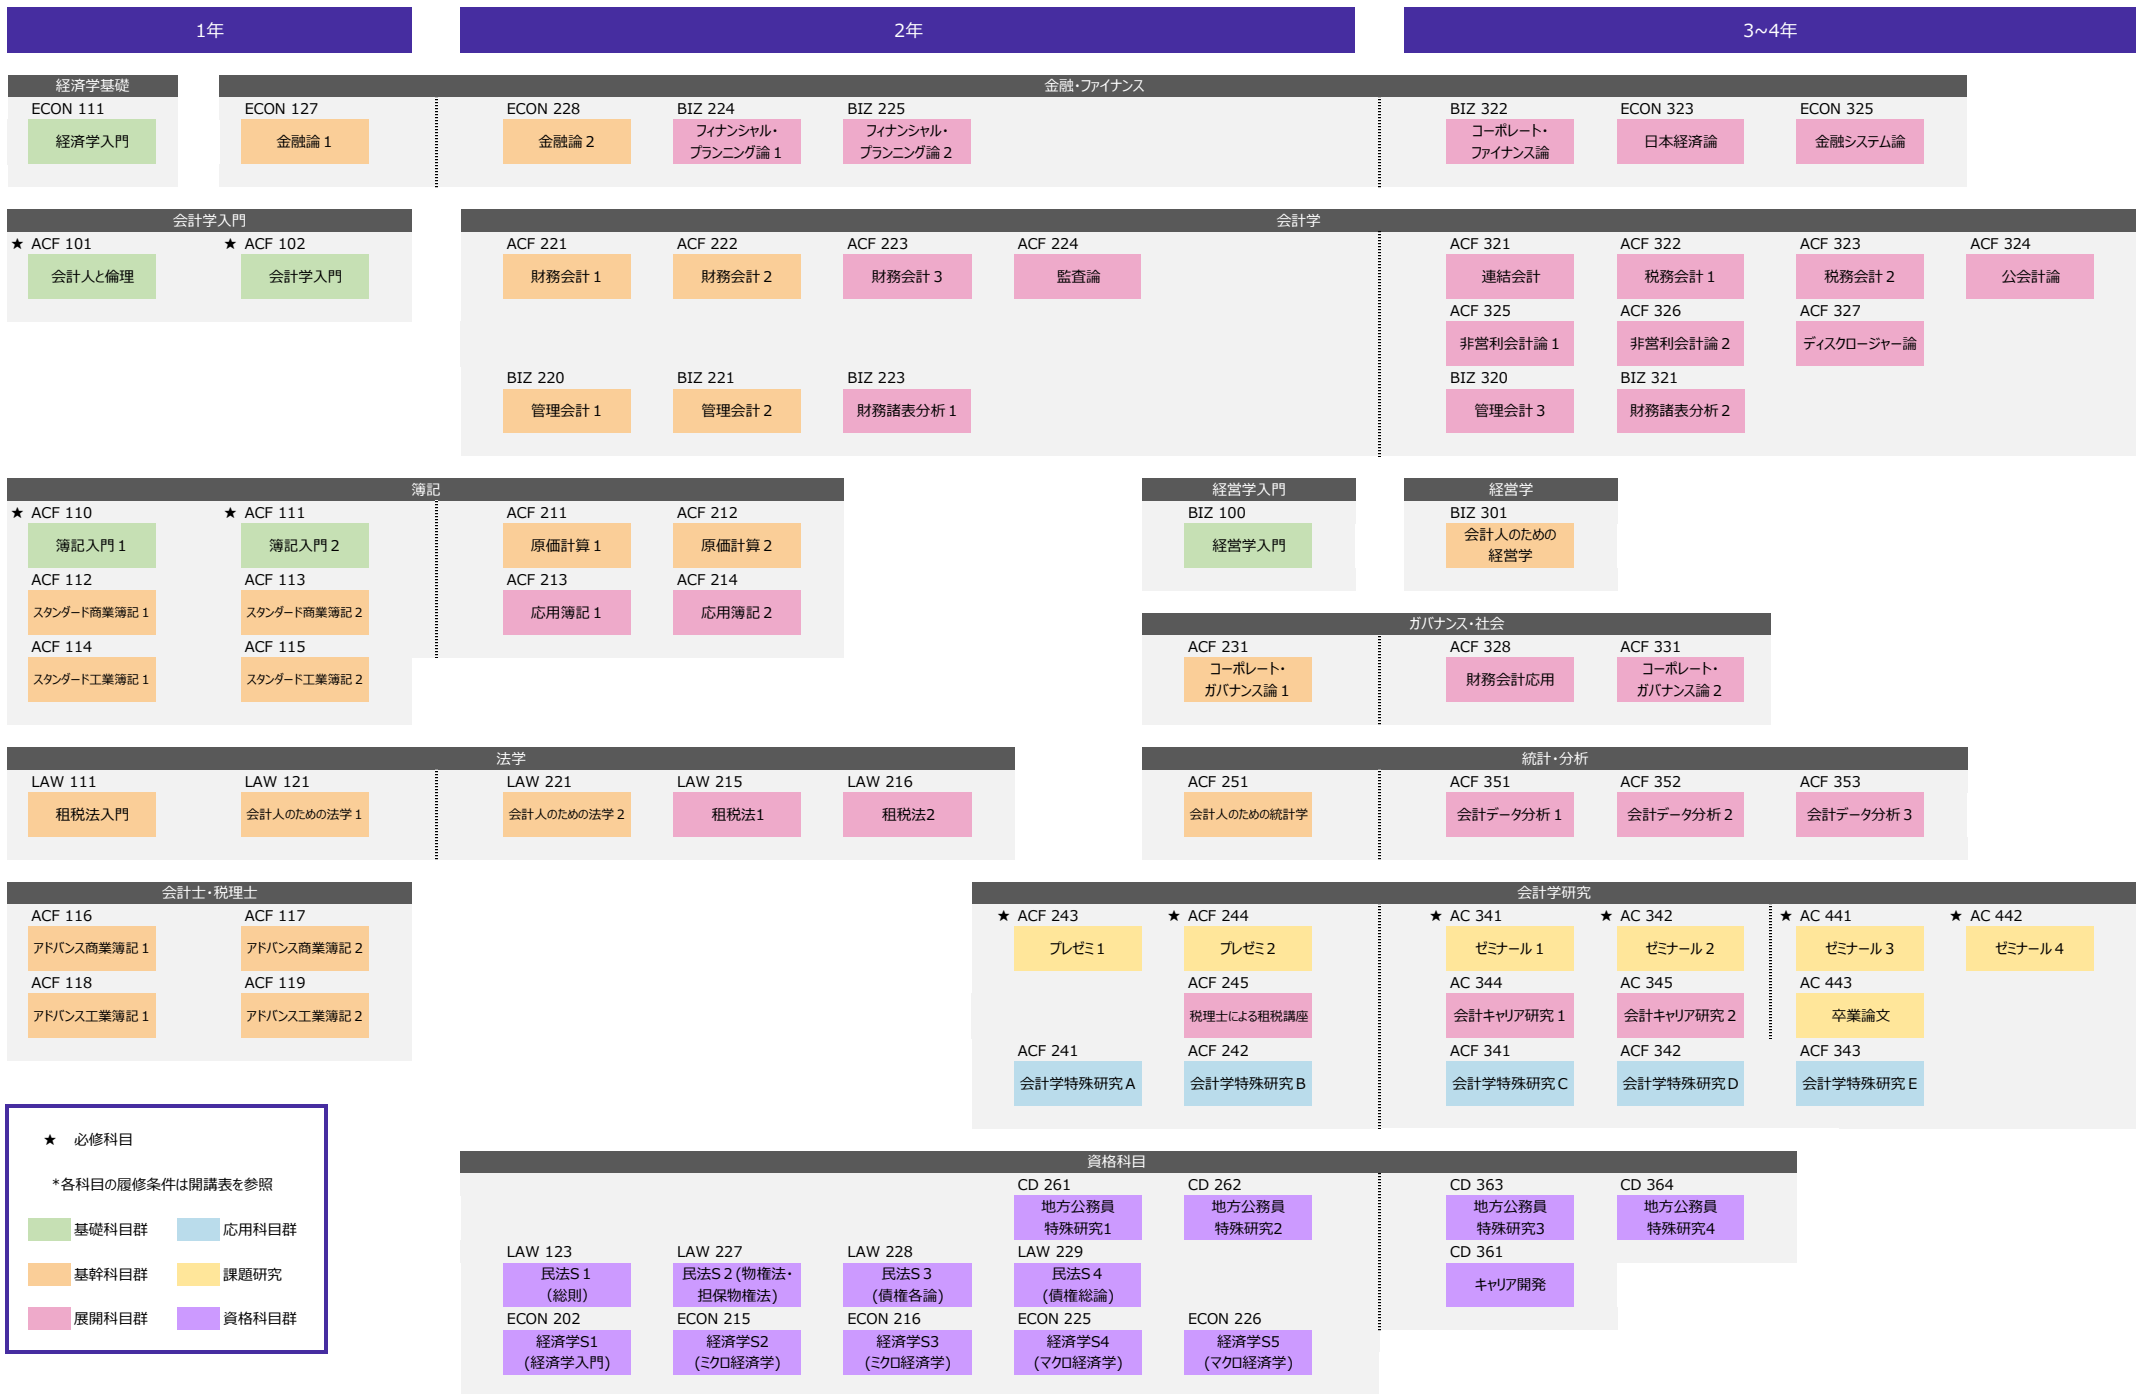 1年
2年
3~4年
経済学基礎
金融・ファイナンス
ECON 111
ECON 127
ECON 228
BIZ 224
BIZ 225
BIZ 322
ECON 323
ECON 325
経済学入門
金融論１
金融論２
フィナンシャル・
プランニング論１
フィナンシャル・
プランニング論２
コーポレート・
ファイナンス論
日本経済論
金融システム論
会計学入門
会計学
★ ACF 101
★ ACF 102
ACF 221
ACF 222
ACF 223
ACF 224
ACF 321
ACF 322
ACF 323
ACF 324
会計人と倫理
会計学入門
財務会計１
財務会計２
財務会計３
監査論
連結会計
税務会計１
税務会計２
公会計論
ACF 325
ACF 326
ACF 327
非営利会計論１
非営利会計論２
ディスクロージャー論
BIZ 220
BIZ 221
BIZ 223
BIZ 320
BIZ 321
管理会計１
管理会計２
財務諸表分析１
管理会計３
財務諸表分析２
簿記
経営学入門
経営学
★ ACF 110
★ ACF 111
ACF 211
ACF 212
BIZ 100
BIZ 301
簿記入門１
簿記入門２
原価計算１
原価計算２
経営学入門
会計人のための
経営学
ACF 112
ACF 113
ACF 213
ACF 214
スタンダード商業簿記１
スタンダード商業簿記２
応用簿記１
応用簿記２
ガバナンス・社会
ACF 114
ACF 115
ACF 231
ACF 328
ACF 331
スタンダード工業簿記１
スタンダード工業簿記２
コーポレート・
ガバナンス論１
財務会計応用
コーポレート・
ガバナンス論２
法学
統計・分析
LAW 111
LAW 121
LAW 221
LAW 215
LAW 216
ACF 251
ACF 351
ACF 352
ACF 353
租税法入門
会計人のための法学１
会計人のための法学２
租税法1
租税法2
会計人のための統計学
会計データ分析１
会計データ分析２
会計データ分析３
会計士・税理士
会計学研究
ACF 116
ACF 117
★ ACF 243
★ ACF 244
★ AC 341
★ AC 342
★ AC 441
★ AC 442
アドバンス商業簿記１
アドバンス商業簿記２
プレゼミ１
プレゼミ２
ゼミナール１
ゼミナール２
ゼミナール３
ゼミナール４
ACF 118
ACF 119
ACF 245
AC 344
AC 345
AC 443
アドバンス工業簿記１
アドバンス工業簿記２
税理士による租税講座
会計キャリア研究１
会計キャリア研究２
卒業論文
ACF 241
ACF 242
ACF 341
ACF 342
ACF 343
会計学特殊研究Ａ
会計学特殊研究Ｂ
会計学特殊研究Ｃ
会計学特殊研究Ｄ
会計学特殊研究Ｅ
★ 必修科目
*各科目の履修条件は開講表を参照
基礎科目群
応用科目群
基幹科目群
課題研究
展開科目群
資格科目群
資格科目
CD 261
CD 262
CD 363
CD 364
地方公務員
特殊研究1
地方公務員
特殊研究2
地方公務員
特殊研究3
地方公務員
特殊研究4
LAW 123
LAW 227
LAW 228
LAW 229
CD 361
民法S１
（総則）
民法S２(物権法・
担保物権法)
民法S３
(債権各論)
民法S４
(債権総論)
キャリア開発
ECON 202
ECON 215
ECON 216
ECON 225
ECON 226
経済学S1
(経済学入門)
経済学S2
(ミクロ経済学)
経済学S3
(ミクロ経済学)
経済学S4
(マクロ経済学)
経済学S5
(マクロ経済学)